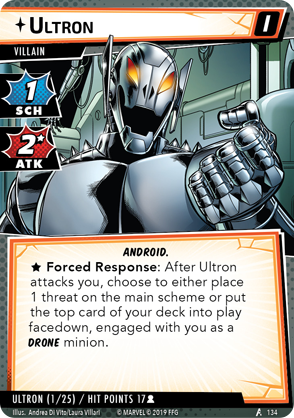 ULTRON
I
VILLAIN
1
SCH
2*
ATK
ANDROID.
★ Forced Response: After Ultron
attacks you, choose to either place
1 threat on the main scheme or put
the top card of your deck into play
facedown, engaged with you as a
DRONE minion.
ULTRON (1/25) / HIT POINTS 17
Illus. Andrea Di Vito/Laura Villari © MARVEL © 2019 FFG 134